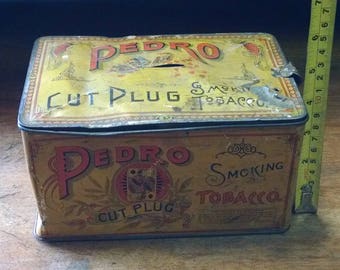 PEDRO
CUT PLUG
SMOKING
TOBACCO
PEDRO
CUT PLUG
SMOKING
TOBACCO